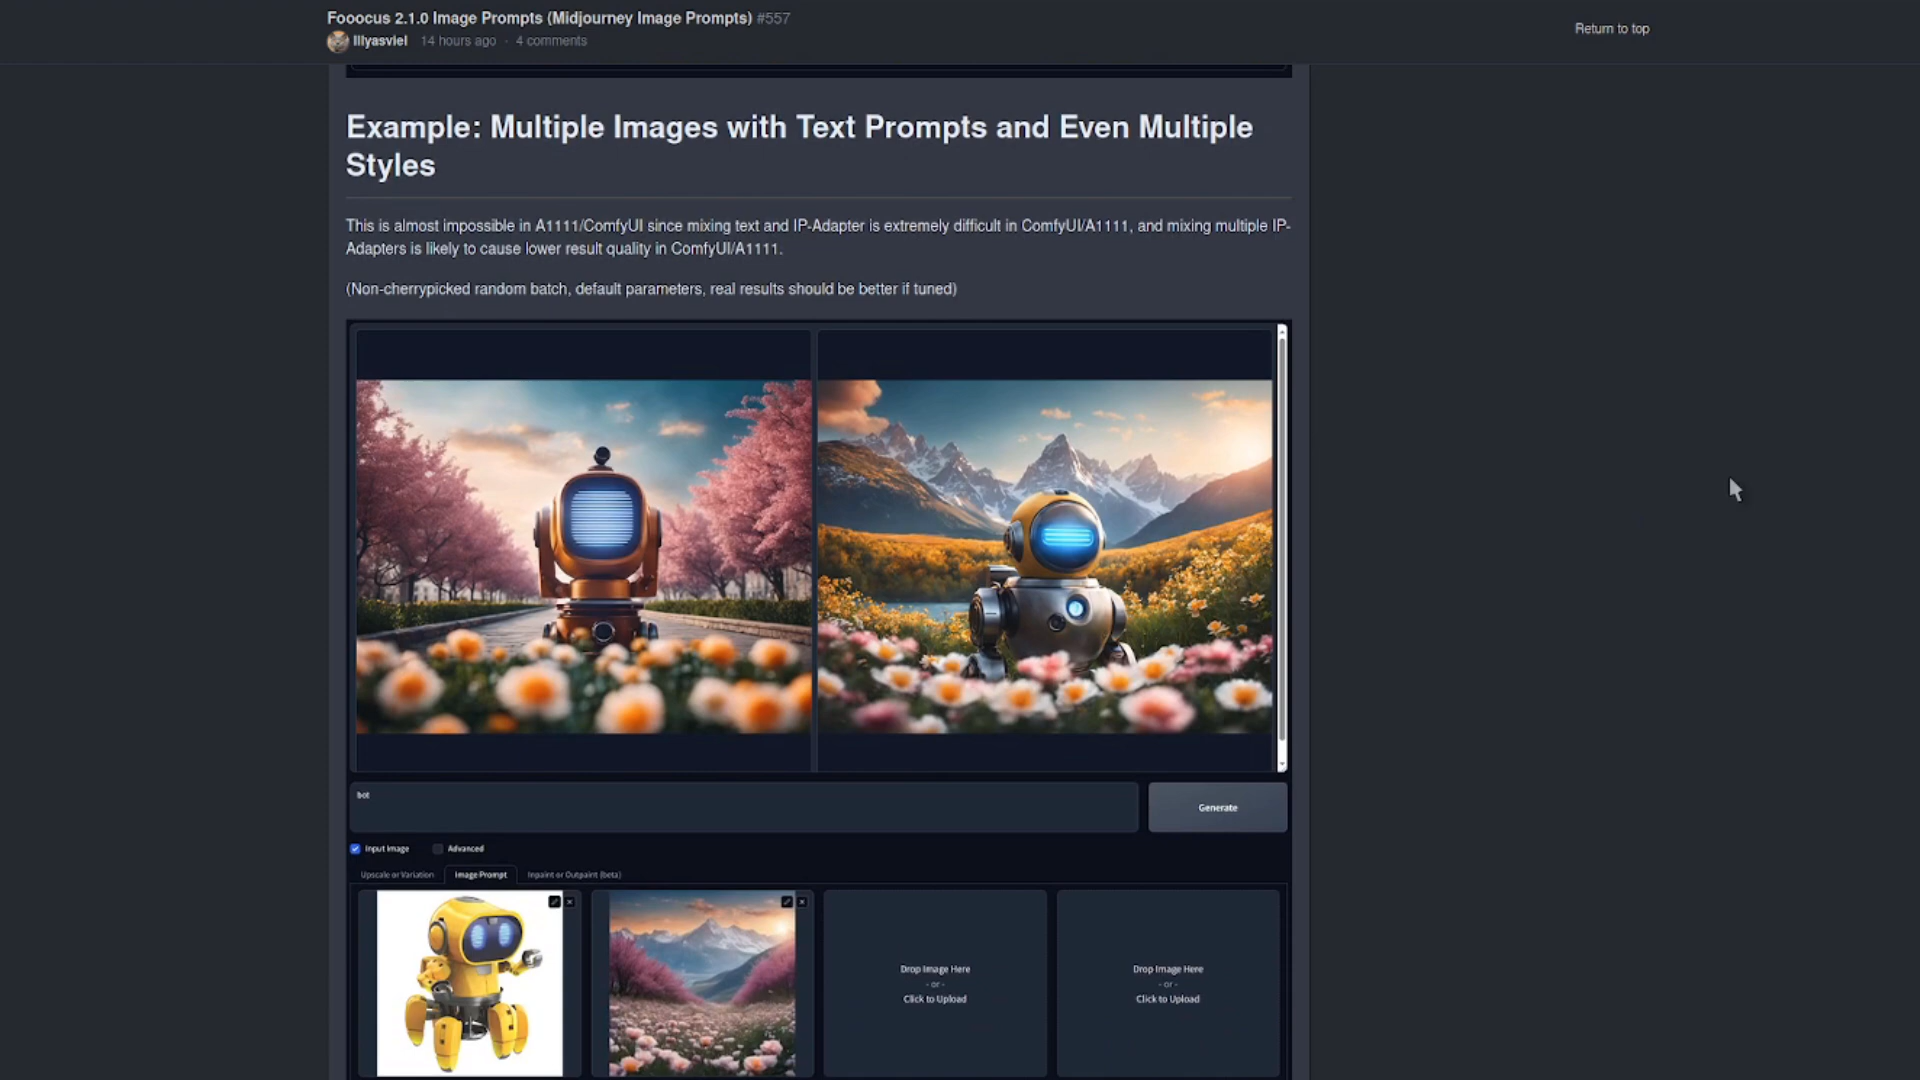 Fooocus 2.1.0 Image Prompts (Midjourney Image Prompts) #557
lllyasviel 14 hours ago · 4 comments
Return to top
Example: Multiple Images with Text Prompts and Even Multiple
Styles
This is almost impossible in A1111/ComfyUI since mixing text and IP-Adapter is extremely difficult in ComfyUI/A1111, and mixing multiple IP-
Adapters is likely to cause lower result quality in ComfyUI/A1111.
(Non-cherrypicked random batch, default parameters, real results should be better if tuned)
bot
Generate
Input Image Advanced
Upscale or Variation Image Prompt Inpaint or Outpaint (beta)
Drop Image Here
- or -
Click to Upload
Drop Image Here
- or -
Click to Upload